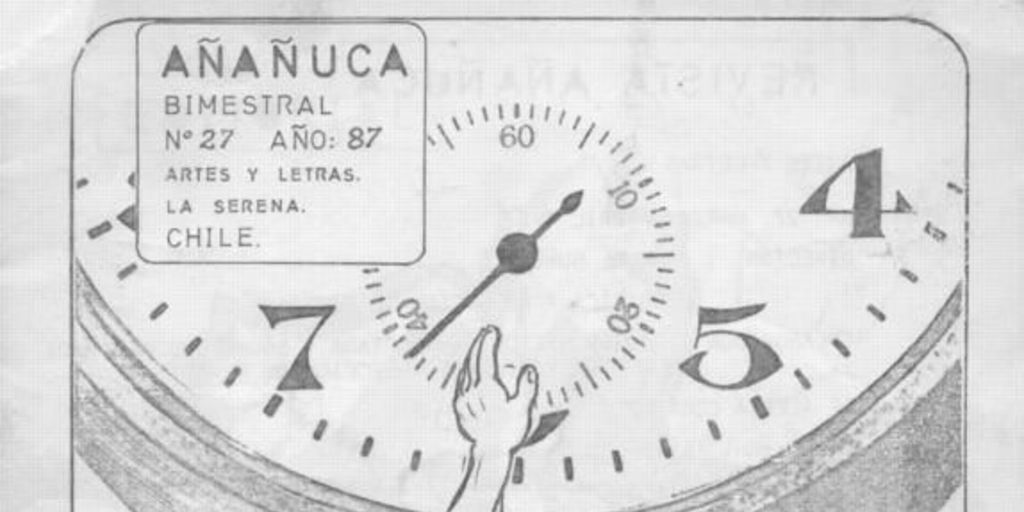 AÑAÑUCA
BIMESTRAL
Nº 27 AÑO: 87
ARTES Y LETRAS.
LA SERENA.
CHILE.
60
10
20
40
4
5
7